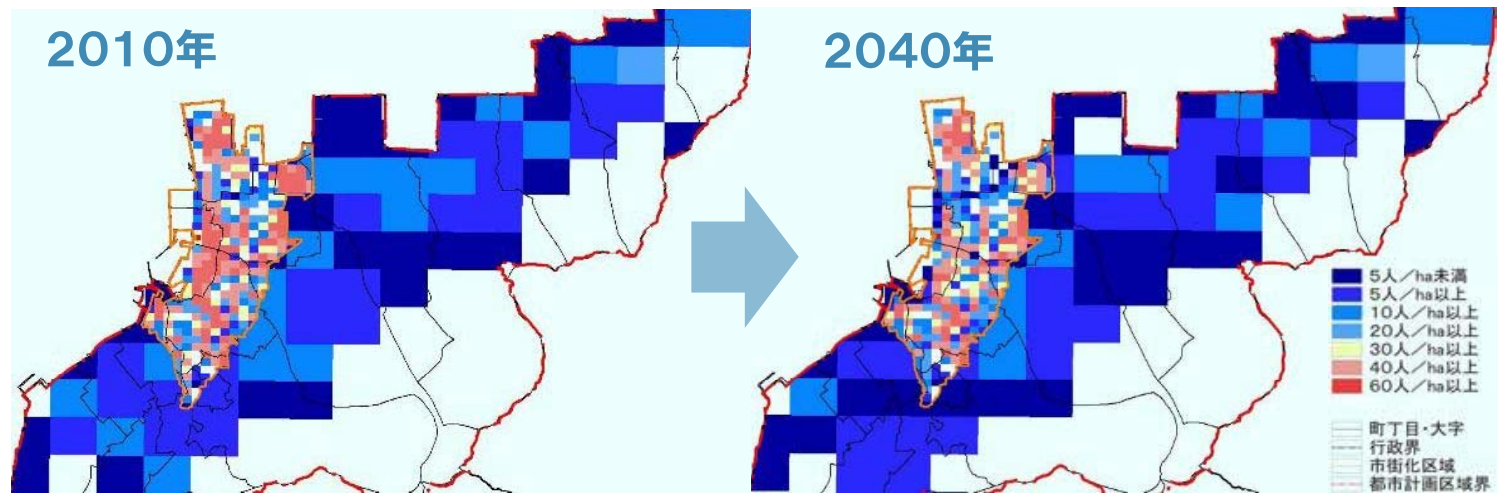 2010年
2040年
5人/ha未満
5人/ha以上
10人/ha以上
20人/ha以上
30人/ha以上
40人/ha以上
60人/ha以上
町丁目・大字
行政界
市街化区域
都市計画区域界